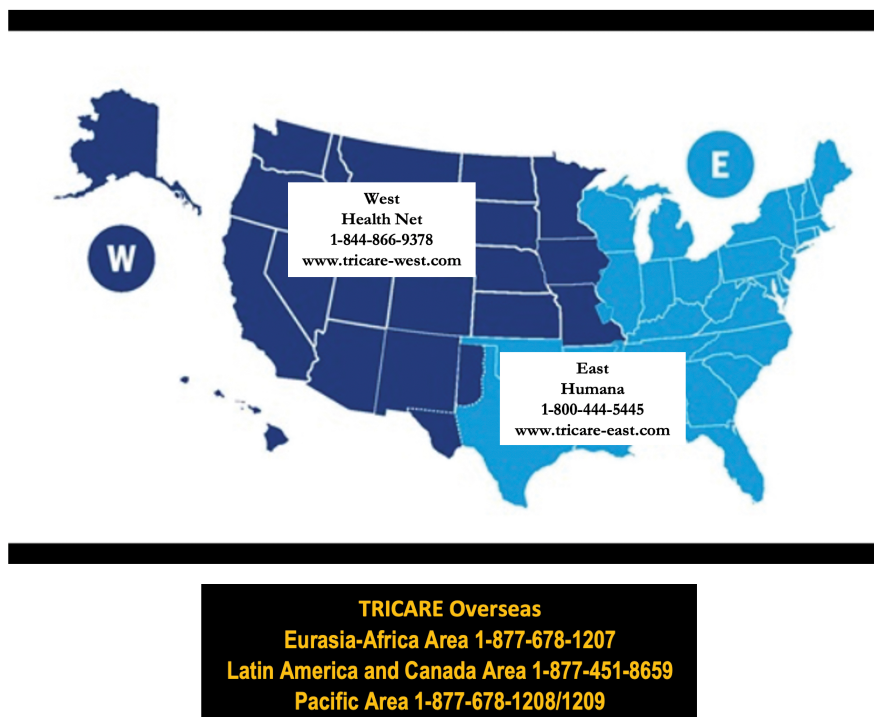 E
W
West
Health Net
1-844-866-9378
www.tricare-west.com
East
Humana
1-800-444-5445
www.tricare-east.com
TRICARE Overseas
Eurasia-Africa Area 1-877-678-1207
Latin America and Canada Area 1-877-451-8659
Pacific Area 1-877-678-1208/1209